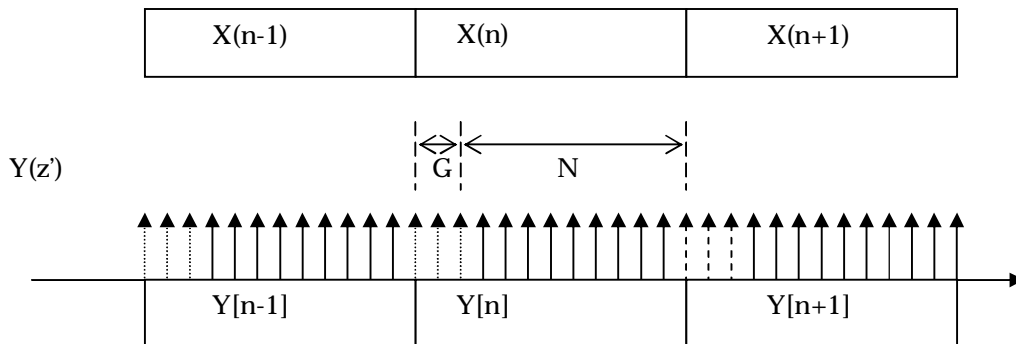 X(n-1) X(n) X(n+1)
G N
Y(z')
Y[n-1] Y[n] Y[n+1]